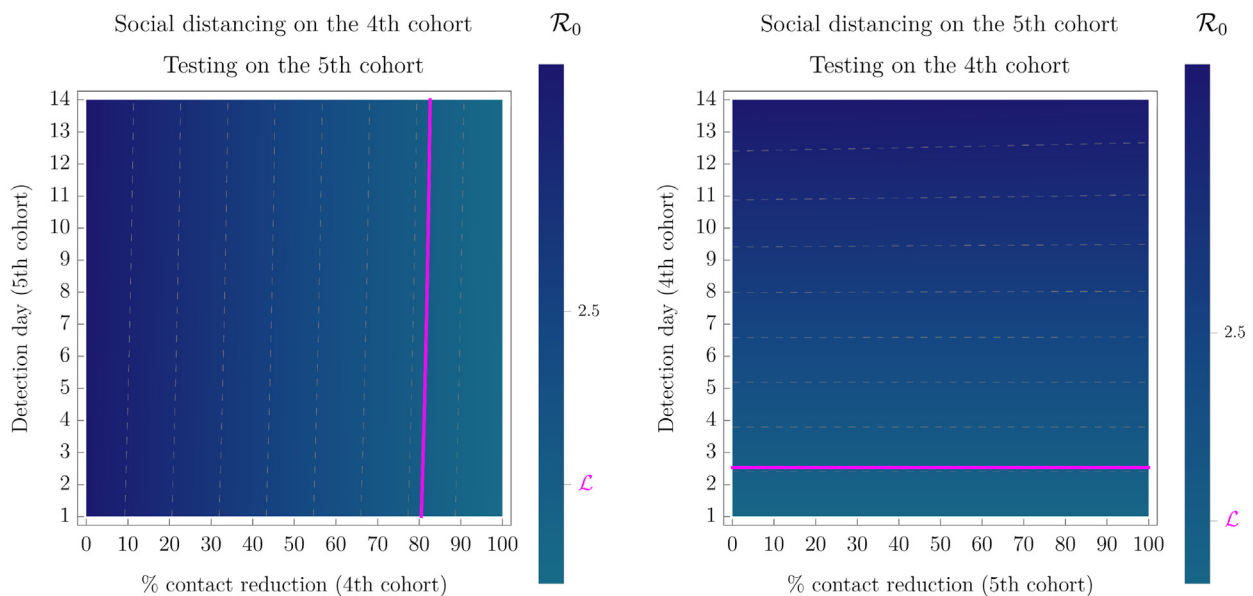 Social distancing on the 4th cohort
Testing on the 5th cohort
ℛ₀
14
13
12
11
10
9
8
7
6
5
4
3
2
1
0 10 20 30 40 50 60 70 80 90 100
Detection day (5th cohort)
% contact reduction (4th cohort)
2.5
ℒ
Social distancing on the 5th cohort
Testing on the 4th cohort
ℛ₀
14
13
12
11
10
9
8
7
6
5
4
3
2
1
0 10 20 30 40 50 60 70 80 90 100
Detection day (4th cohort)
% contact reduction (5th cohort)
2.5
ℒ